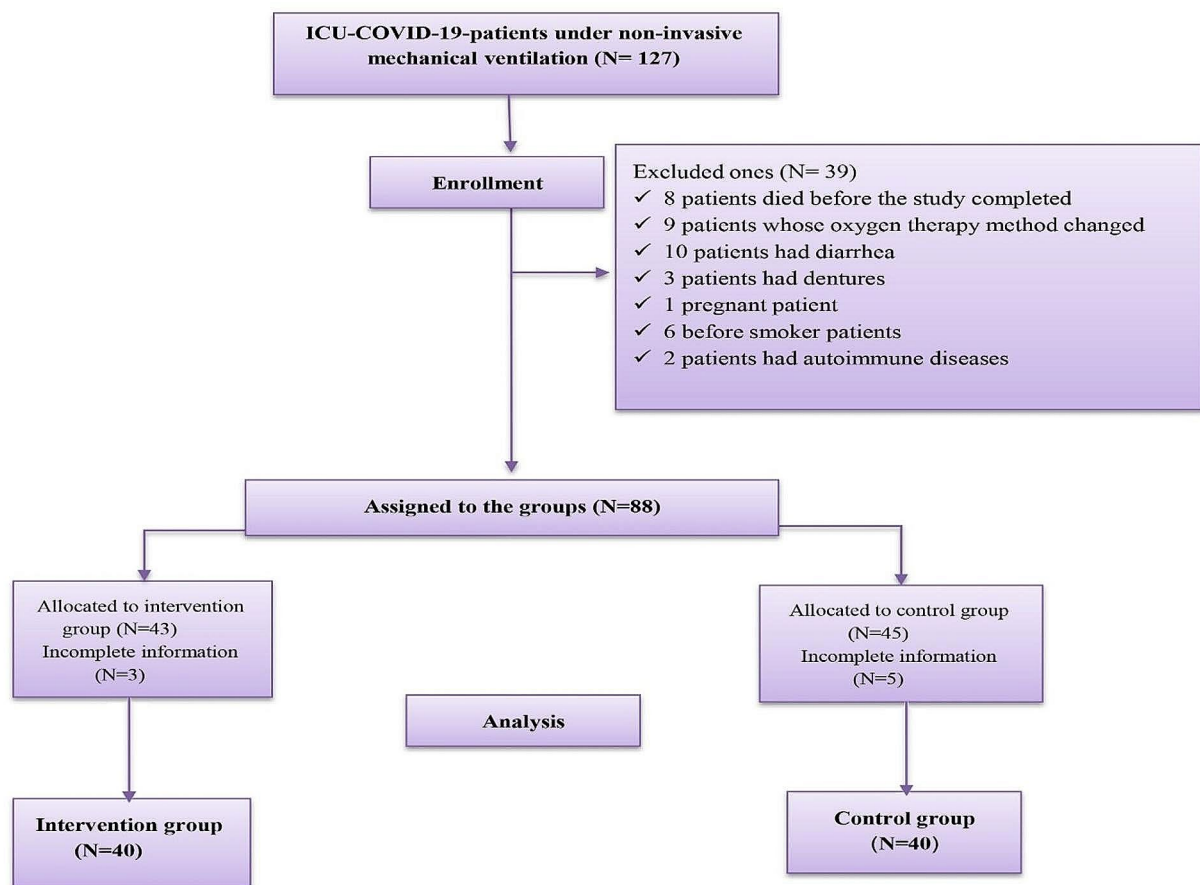 ICU-COVID-19-patients under non-invasive
mechanical ventilation (N= 127)
Enrollment
Excluded ones (N= 39)
✓ 8 patients died before the study completed
✓ 9 patients whose oxygen therapy method changed
✓ 10 patients had diarrhea
✓ 3 patients had dentures
✓ 1 pregnant patient
✓ 6 before smoker patients
✓ 2 patients had autoimmune diseases
Assigned to the groups (N=88)
Allocated to intervention
group (N=43)
Incomplete information
(N=3)
Allocated to control group
(N=45)
Incomplete information
(N=5)
Analysis
Intervention group
(N=40)
Control group
(N=40)